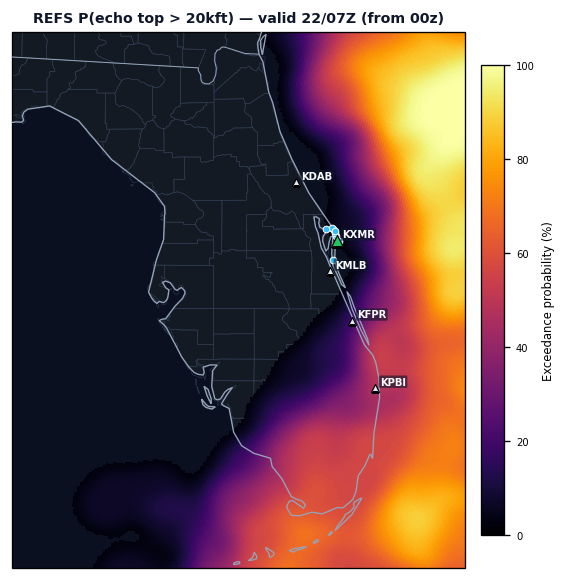 REFS P(echo top > 20kft) — valid 22/07Z (from 00z)
KDAB
KXMR
KMLB
KFPR
KPBI
100
80
60
40
20
0
Exceedance probability (%)